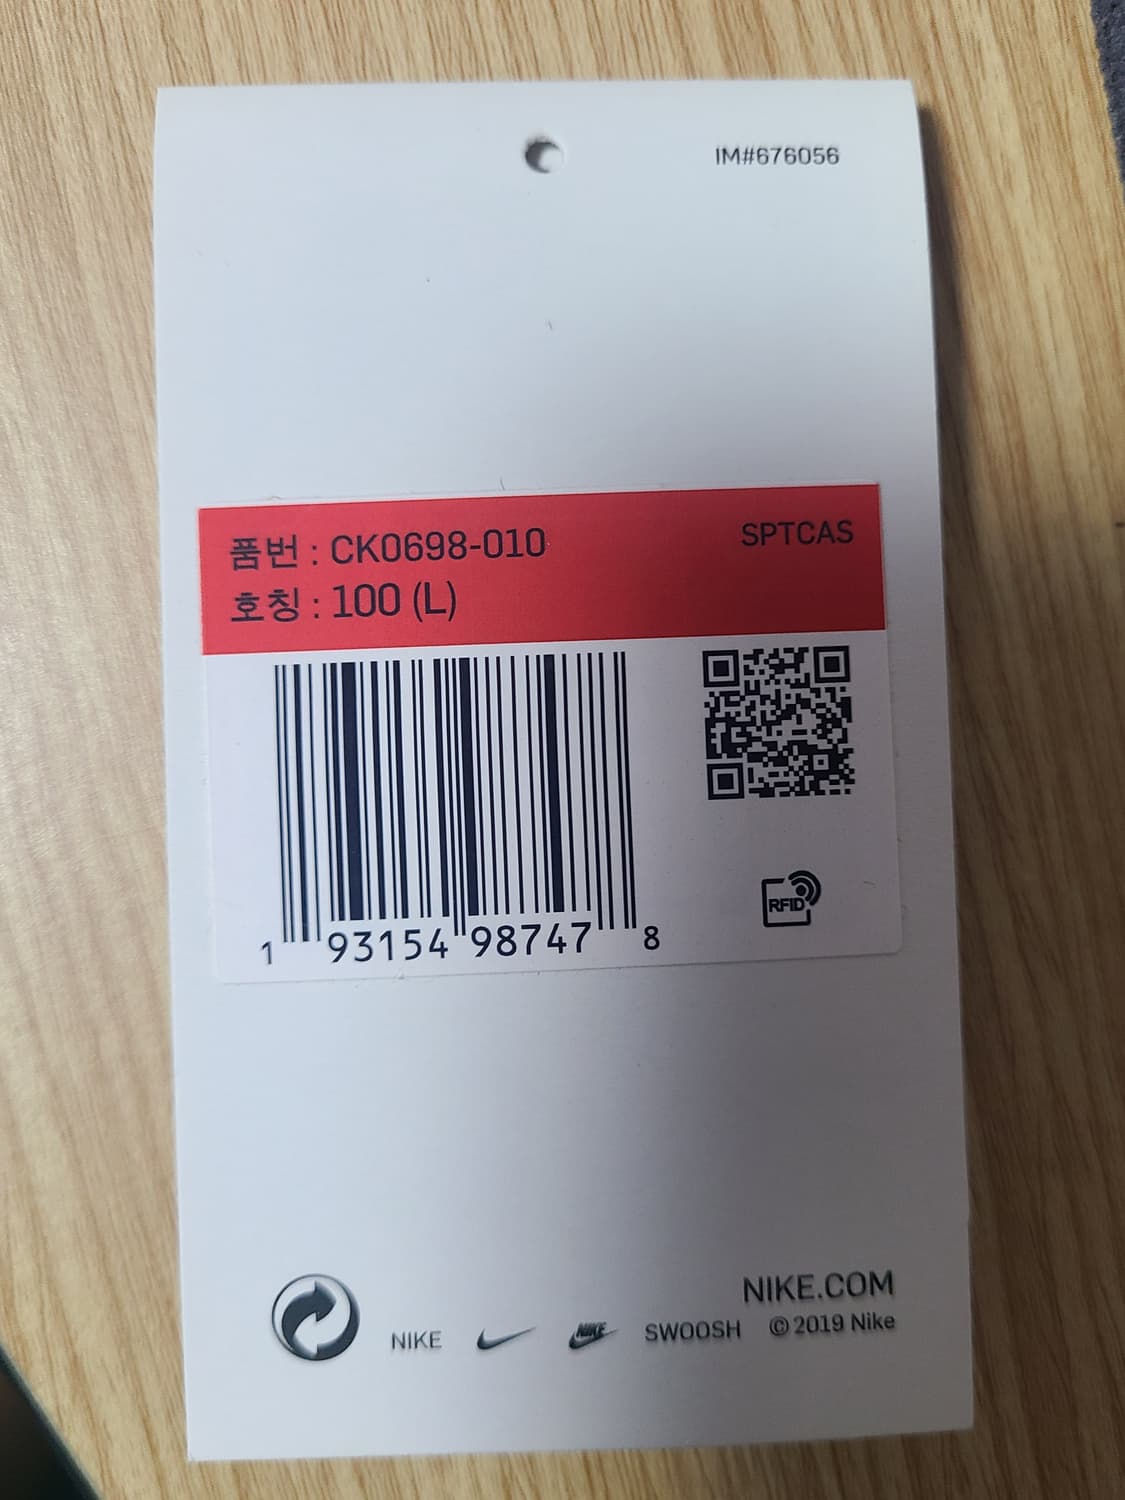 IM#676056
품번 : CK0698-010
SPTCAS
호칭 : 100 (L)
1 93154 98747 8
RFID
NIKE.COM
NIKE NIKE SWOOSH © 2019 Nike